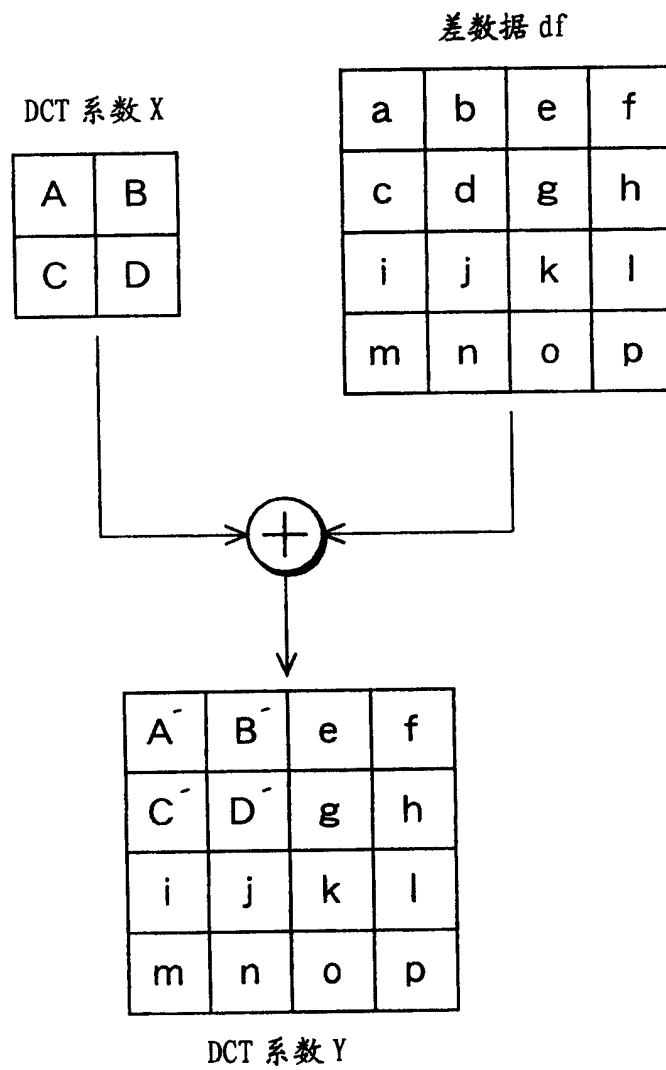 差数据 df
DCT 系数 X
a b e f
c d g h
i j k l
m n o p
A B
C D
+
A´ B´ e f
C´ D´ g h
i j k l
m n o p
DCT 系数 Y